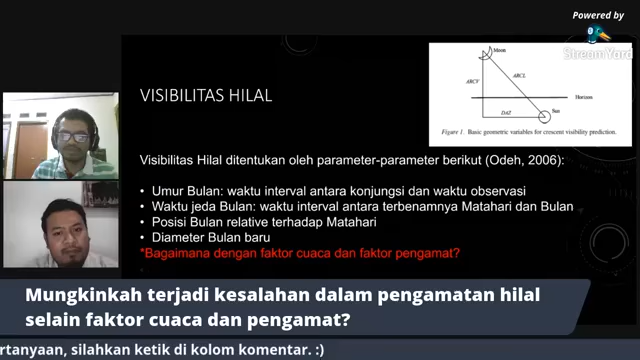 Powered by
StreamYard
Moon
ARCV
ARCL
Horizon
DAZ
Sun
Figure 1. Basic geometric variables for crescent visibility prediction.
VISIBILITAS HILAL
Visibilitas Hilal ditentukan oleh parameter-parameter berikut (Odeh, 2006):
• Umur Bulan: waktu interval antara konjungsi dan waktu observasi
• Waktu jeda Bulan: waktu interval antara terbenamnya Matahari dan Bulan
• Posisi Bulan relative terhadap Matahari
• Diameter Bulan baru
*Bagaimana dengan faktor cuaca dan faktor pengamat?
Mungkinkah terjadi kesalahan dalam pengamatan hilal
selain faktor cuaca dan pengamat?
rtanyaan, silahkan ketik di kolom komentar. :)